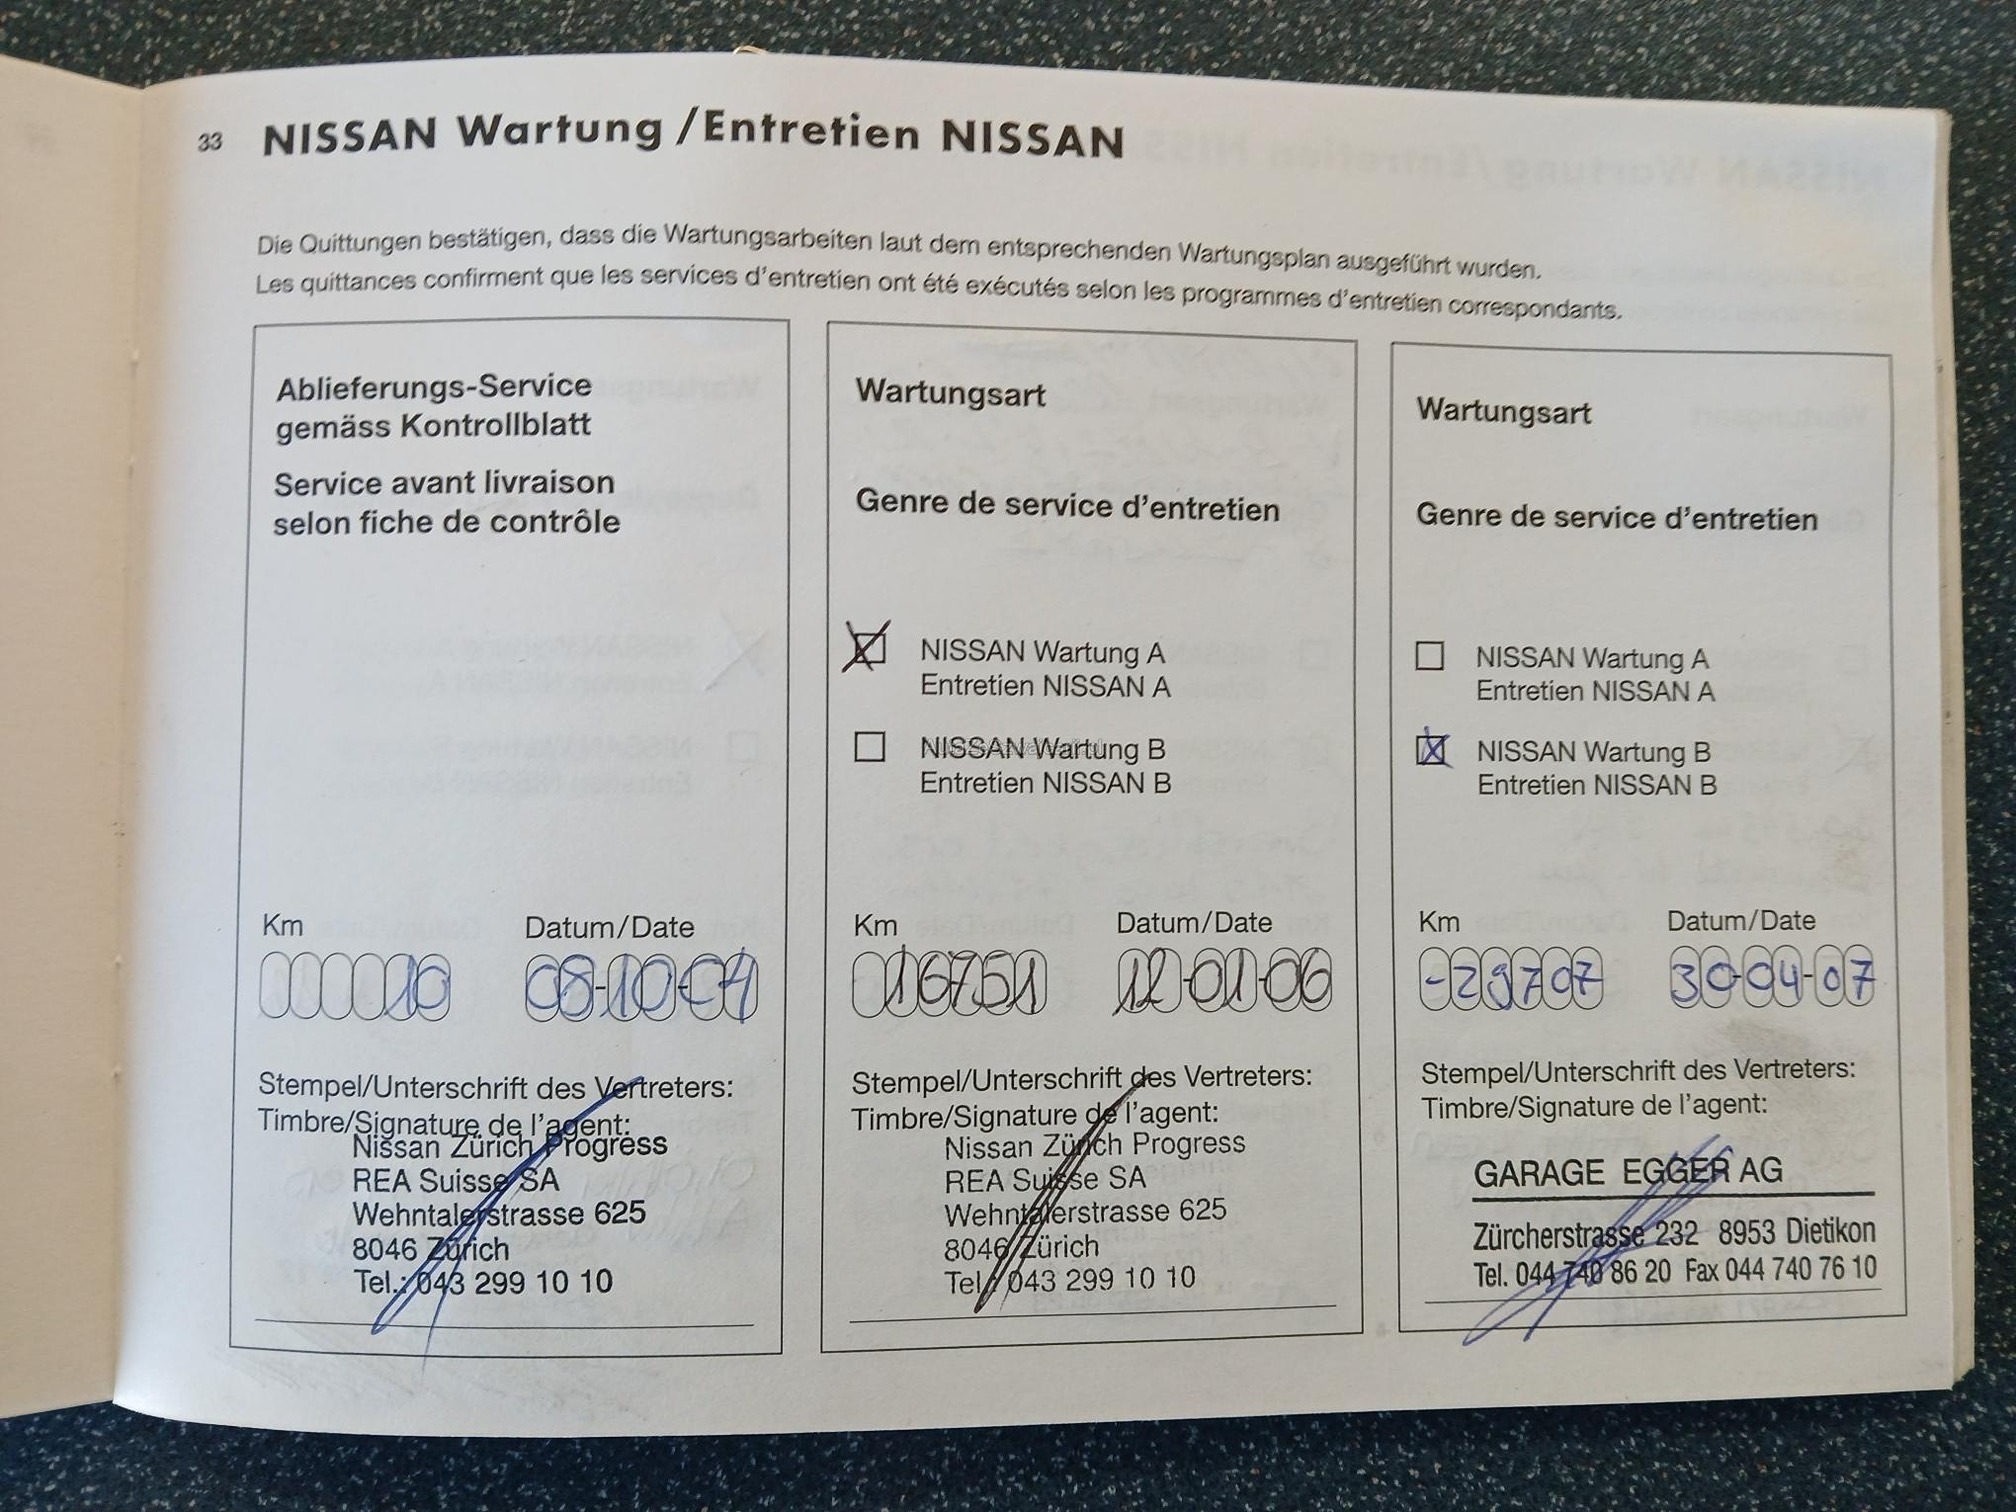 33 NISSAN Wartung / Entretien NISSAN
Die Quittungen bestätigen, dass die Wartungsarbeiten laut dem entsprechenden Wartungsplan ausgeführt wurden.
Les quittances confirment que les services d'entretien ont été exécutés selon les programmes d'entretien correspondants.
Ablieferungs-Service
gemäss Kontrollblatt
Service avant livraison
selon fiche de contrôle
Km Datum/Date
10 08-10-04
Stempel/Unterschrift des Vertreters:
Timbre/Signature de l'agent:
Nissan Zürich Progress
REA Suisse SA
Wehntalerstrasse 625
8046 Zürich
Tel.: 043 299 10 10
Wartungsart
Genre de service d'entretien
NISSAN Wartung A
Entretien NISSAN A
NISSAN Wartung B
Entretien NISSAN B
Km Datum/Date
16751 12-01-06
Stempel/Unterschrift des Vertreters:
Timbre/Signature de l'agent:
Nissan Zürich Progress
REA Suisse SA
Wehntalerstrasse 625
8046 Zürich
Tel.: 043 299 10 10
Wartungsart
Genre de service d'entretien
NISSAN Wartung A
Entretien NISSAN A
NISSAN Wartung B
Entretien NISSAN B
Km Datum/Date
-29707 30-04-07
Stempel/Unterschrift des Vertreters:
Timbre/Signature de l'agent:
GARAGE EGGER AG
Zürcherstrasse 232 8953 Dietikon
Tel. 044 740 86 20 Fax 044 740 76 10